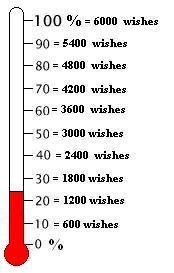 100 % = 6000 wishes
90 = 5400 wishes
80 = 4800 wishes
70 = 4200 wishes
60 = 3600 wishes
50 = 3000 wishes
40 = 2400 wishes
30 = 1800 wishes
20 = 1200 wishes
10 = 600 wishes
0 %